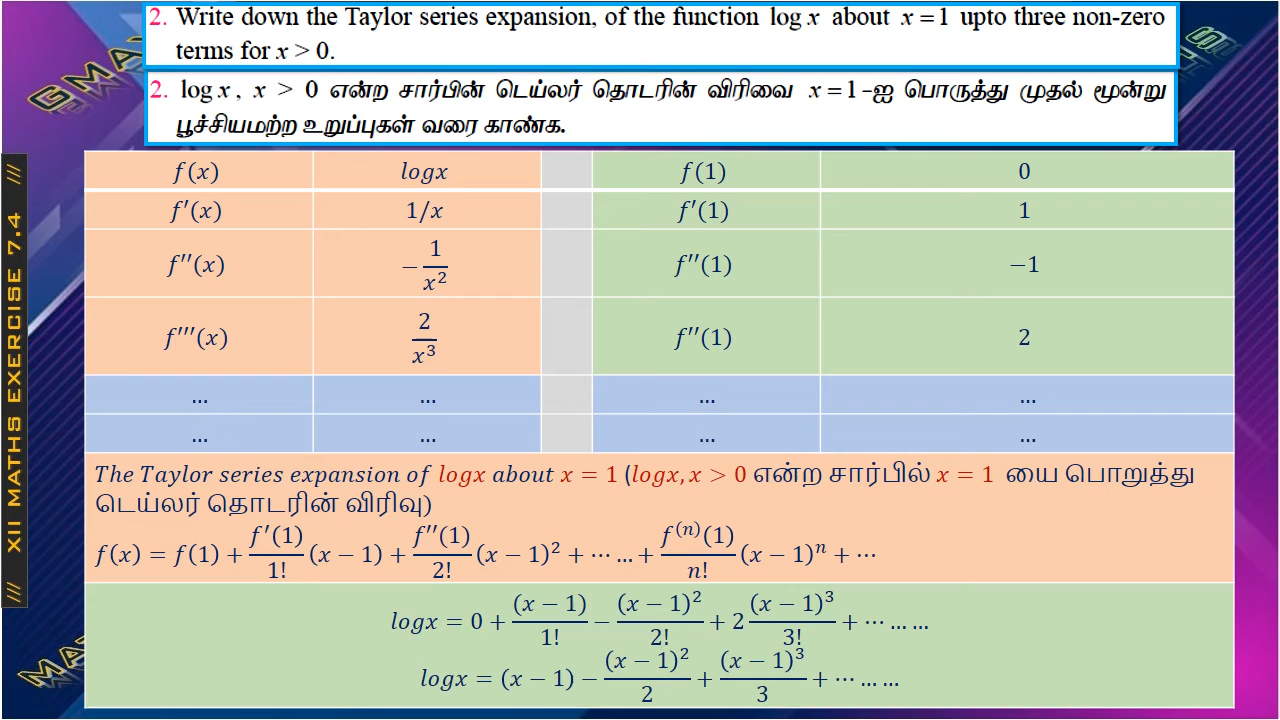 2. Write down the Taylor series expansion, of the function log x about x = 1 upto three non-zero
terms for x > 0.
2. log x , x > 0 என்ற சார்பின் டெய்லர் தொடரின் விரிவை x = 1 -ஐ பொருத்து முதல் மூன்று
பூச்சியமற்ற உறுப்புகள் வரை காண்க.
/// XII MATHS EXERCISE 7.4 ///
f(x) logx f(1) 0
f′(x) 1/x f′(1) 1
f′′(x) −1/x² f′′(1) −1
f′′′(x) 2/x³ f′′(1) 2
… … … …
… … … …
The Taylor series expansion of logx about x = 1 (logx, x > 0 என்ற சார்பில் x = 1 யை பொறுத்து
டெய்லர் தொடரின் விரிவு)
f(x) = f(1) + f′(1)/1! (x − 1) + f′′(1)/2! (x − 1)² + ⋯ … + f⁽ⁿ⁾(1)/n! (x − 1)ⁿ + ⋯
logx = 0 + (x − 1)/1! − (x − 1)²/2! + 2 (x − 1)³/3! + ⋯ … …
logx = (x − 1) − (x − 1)²/2 + (x − 1)³/3 + ⋯ … …